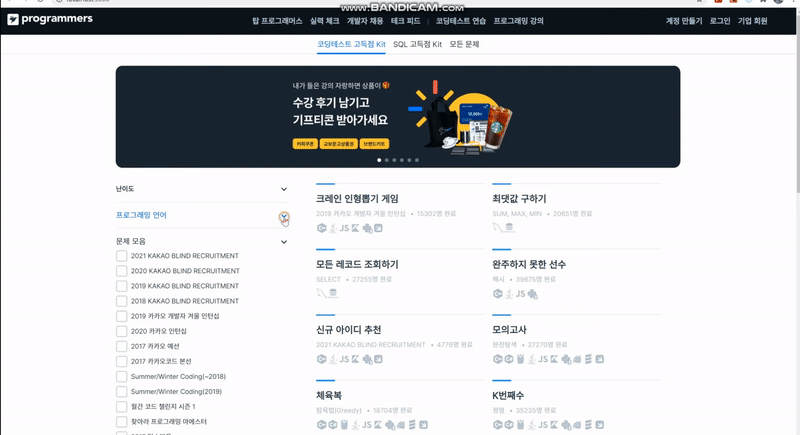 www.BANDICAM.com
programmers
탑 프로그래머스 실력 체크 개발자 채용 테크 피드 코딩테스트 연습 프로그래밍 강의
계정 만들기 로그인 기업 회원
코딩테스트 고득점 Kit SQL 고득점 Kit 모든 문제
내가 들은 강의 자랑하면 상품이
수강 후기 남기고
기프티콘 받아가세요
커피쿠폰 교보문고상품권 브랜드키트
난이도
프로그래밍 언어
문제 모음
2021 KAKAO BLIND RECRUITMENT
2020 KAKAO BLIND RECRUITMENT
2019 KAKAO BLIND RECRUITMENT
2018 KAKAO BLIND RECRUITMENT
2019 카카오 개발자 겨울 인턴십
2020 카카오 인턴십
2017 카카오 예선
2017 카카오코드 본선
Summer/Winter Coding(~2018)
Summer/Winter Coding(2019)
월간 코드 챌린지 시즌 1
찾아라 프로그래밍 마에스터
크레인 인형뽑기 게임
2019 카카오 개발자 겨울 인턴십 • 15302명 완료
JS
최댓값 구하기
SUM, MAX, MIN • 20651명 완료
모든 레코드 조회하기
SELECT • 27255명 완료
완주하지 못한 선수
해시 • 39875명 완료
JS
신규 아이디 추천
2021 KAKAO BLIND RECRUITMENT • 4776명 완료
JS
모의고사
완전탐색 • 27270명 완료
JS
체육복
탐욕법(Greedy) • 18704명 완료
JS
K번째수
정렬 • 35235명 완료
JS